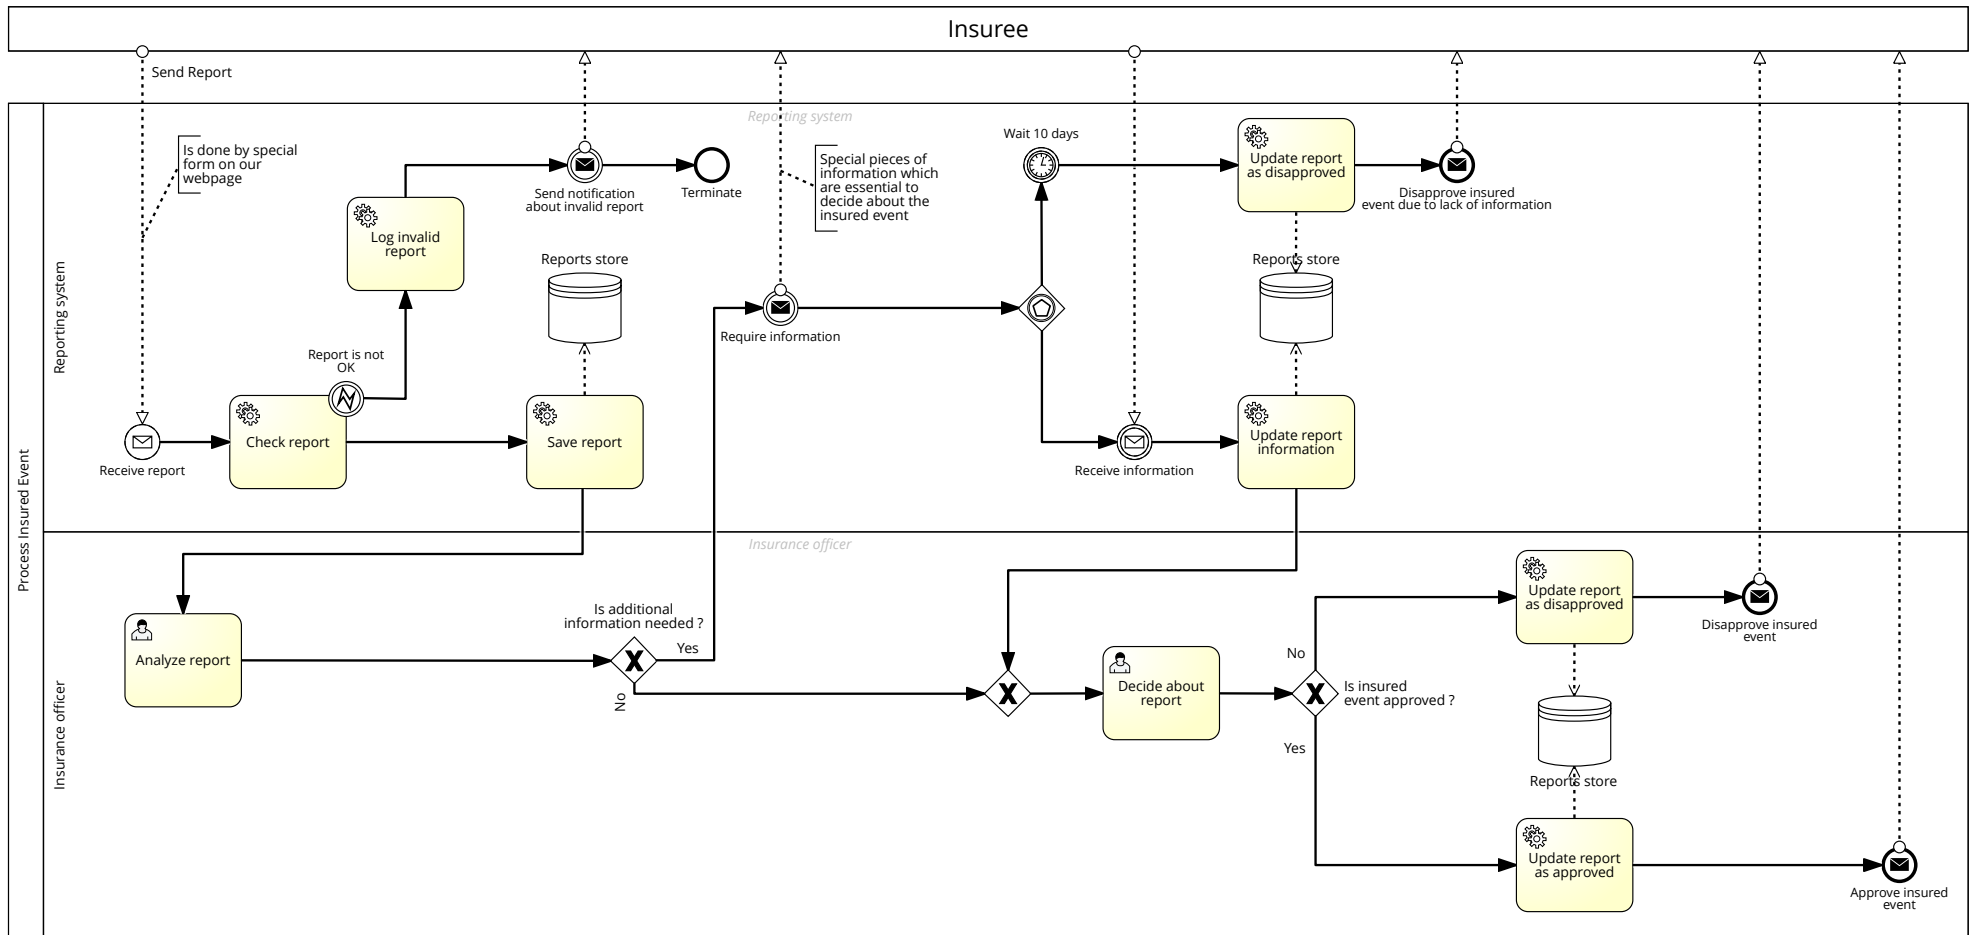 Insuree
Send Report
Reporting system
Is done by special
form on our
webpage
Send notification
about invalid report
Terminate
Special pieces of
information which
are essential to
decide about the
insured event
Wait 10 days
Update report
as disapproved
Disapprove insured
event due to lack of information
Log invalid
report
Reports store
Reports store
Reporting system
Require information
Report is not
OK
Check report
Save report
Receive report
Receive information
Update report
information
Process Insured Event
Insurance officer
Insurance officer
Is additional
information needed ?
Yes
No
Analyze report
Decide about
report
No
Is insured
event approved ?
Yes
Update report
as disapproved
Disapprove insured
event
Reports store
Update report
as approved
Approve insured
event